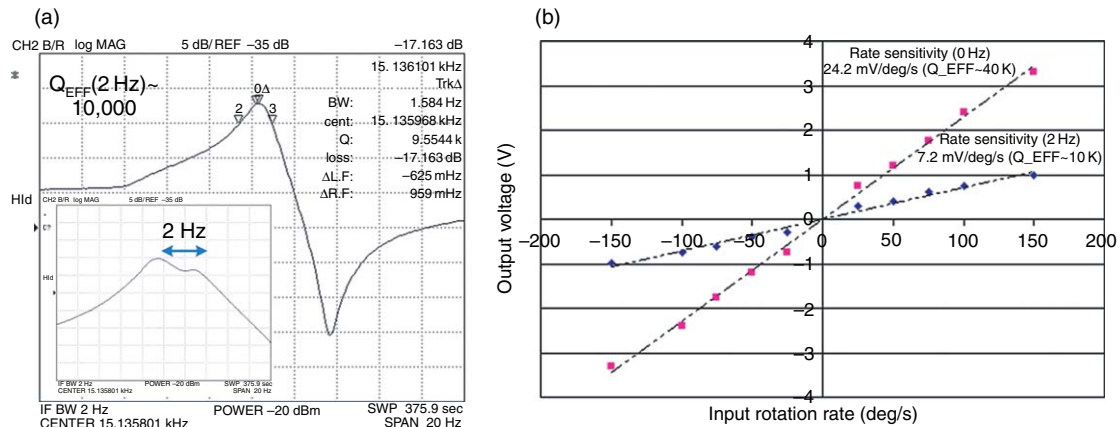 (a)
CH2 B/R log MAG 5 dB/ REF –35 dB –17.163 dB
15.136101 kHz
TrkΔ
Q_EFF(2 Hz)~
10,000
0Δ
2
3
BW: 1.584 Hz
cent: 15.135968 kHz
Q: 9.5544 k
loss: –17.163 dB
ΔL.F: –625 mHz
ΔR.F: 959 mHz
Hld
CH2 B/R log MAG 5 dB/REF –35 dB
2 Hz
Hld
IF BW 2 Hz POWER –20 dBm SWP 375.9 sec
CENTER 15.135801 kHz SPAN 20 Hz
IF BW 2 Hz POWER –20 dBm SWP 375.9 sec
CENTER 15.135801 kHz SPAN 20 Hz
(b)
Output voltage (V)
4
3
2
1
0
–1
–2
–3
–4
–200 –150 –100 –50 0 50 100 150 200
Rate sensitivity (0 Hz)
24.2 mV/deg/s (Q_EFF~40 K)
Rate sensitivity (2 Hz)
7.2 mV/deg/s (Q_EFF~10 K)
Input rotation rate (deg/s)